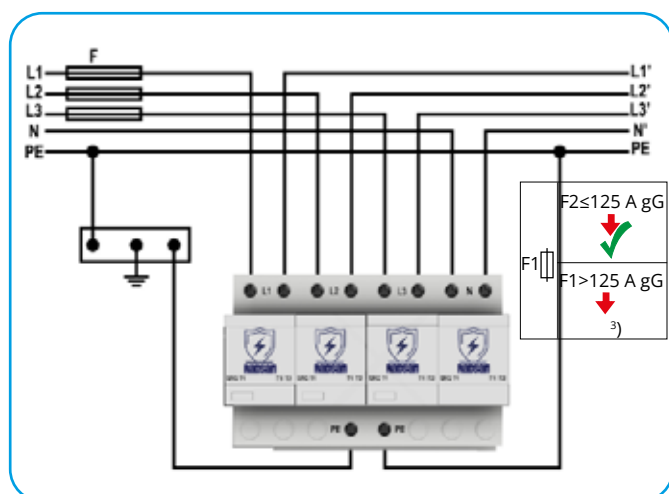 F
L1
L2
L3
N
PE
L1'
L2'
L3'
N'
PE
F1
F2≤125 A gG
F1>125 A gG
3)
L1
L2
L3
N
PE
PE